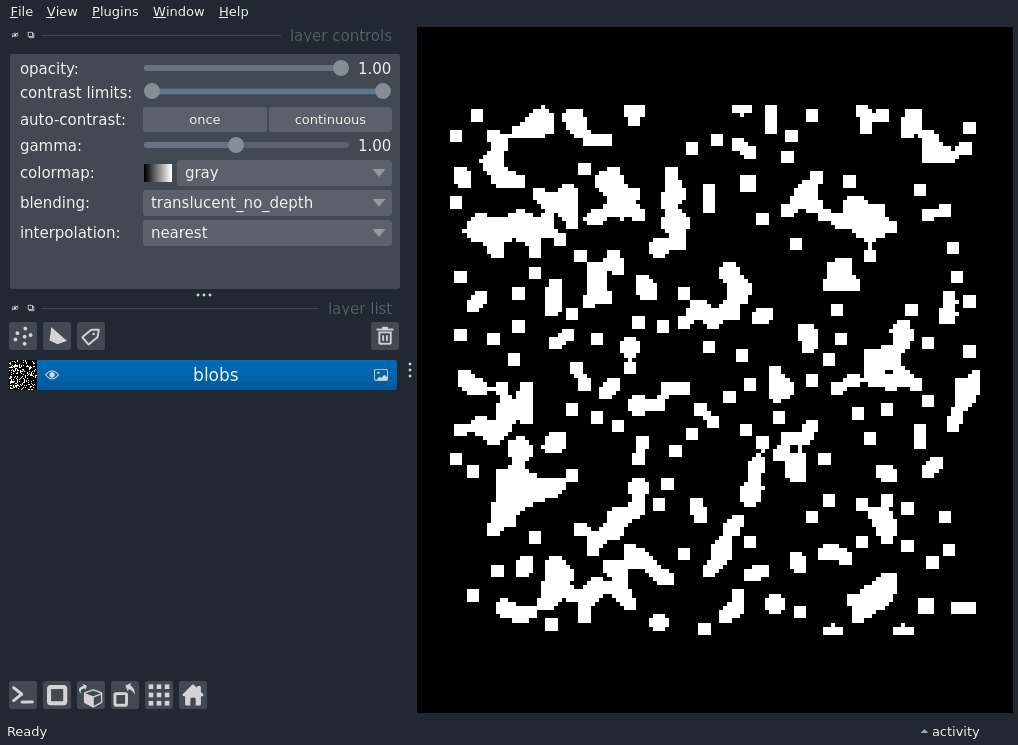 File View Plugins Window Help
layer controls
opacity: 1.00
contrast limits:
auto-contrast: once continuous
gamma: 1.00
colormap: gray
blending: translucent_no_depth
interpolation: nearest
layer list
blobs
Ready activity